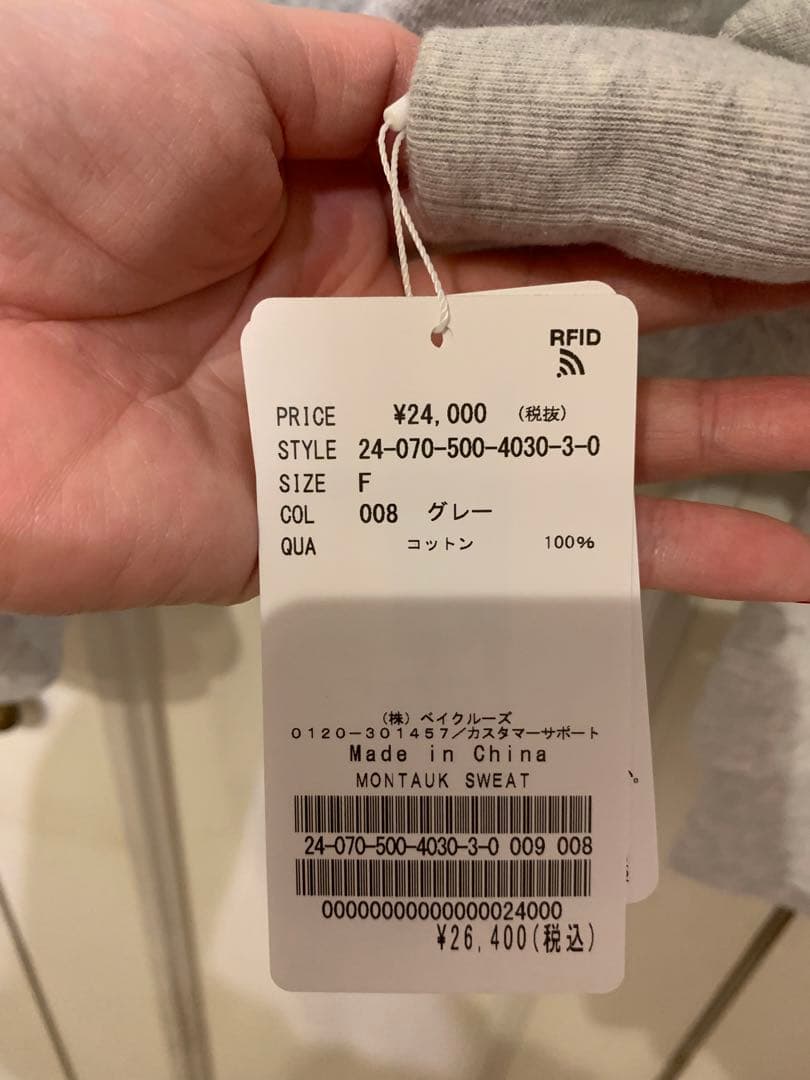 RFID
PRICE ¥24,000 (税抜)
STYLE 24-070-500-4030-3-0
SIZE F
COL 008 グレー
QUA コットン 100%
(株)ベイクルーズ
0120-301457/カスタマーサポート
Made in China
MONTAUK SWEAT
24-070-500-4030-3-0 009 008
00000000000000024000
¥26,400(税込)